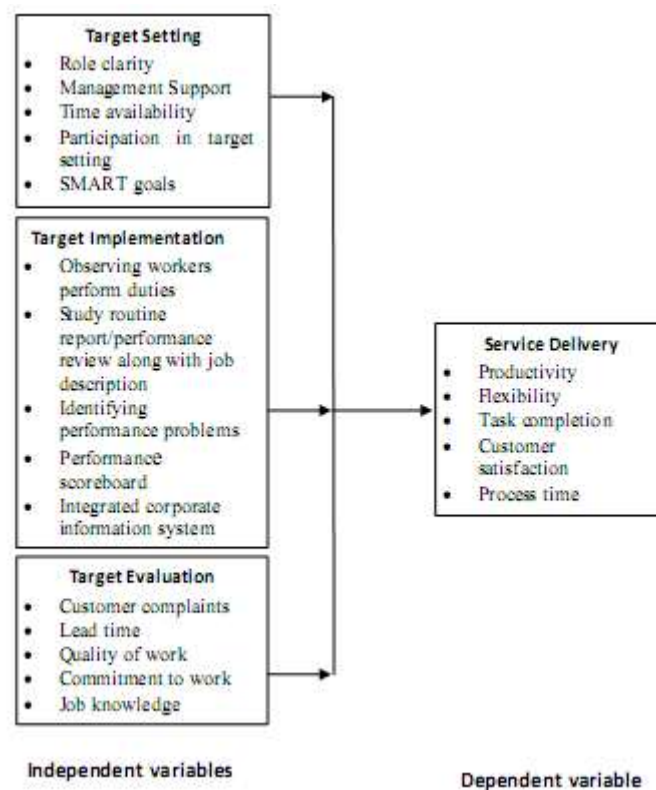 Target Setting
• Role clarity
• Management Support
• Time availability
• Participation in target
setting
• SMART goals
Target Implementation
• Observing workers
perform duties
• Study routine
report/performance
review along with job
description
• Identifying
performance problems
• Performance
scoreboard
• Integrated corporate
information system
Target Evaluation
• Customer complaints
• Lead time
• Quality of work
• Commitment to work
• Job knowledge
Independent variables
Service Delivery
• Productivity
• Flexibility
• Task completion
• Customer
satisfaction
• Process time
Dependent variable